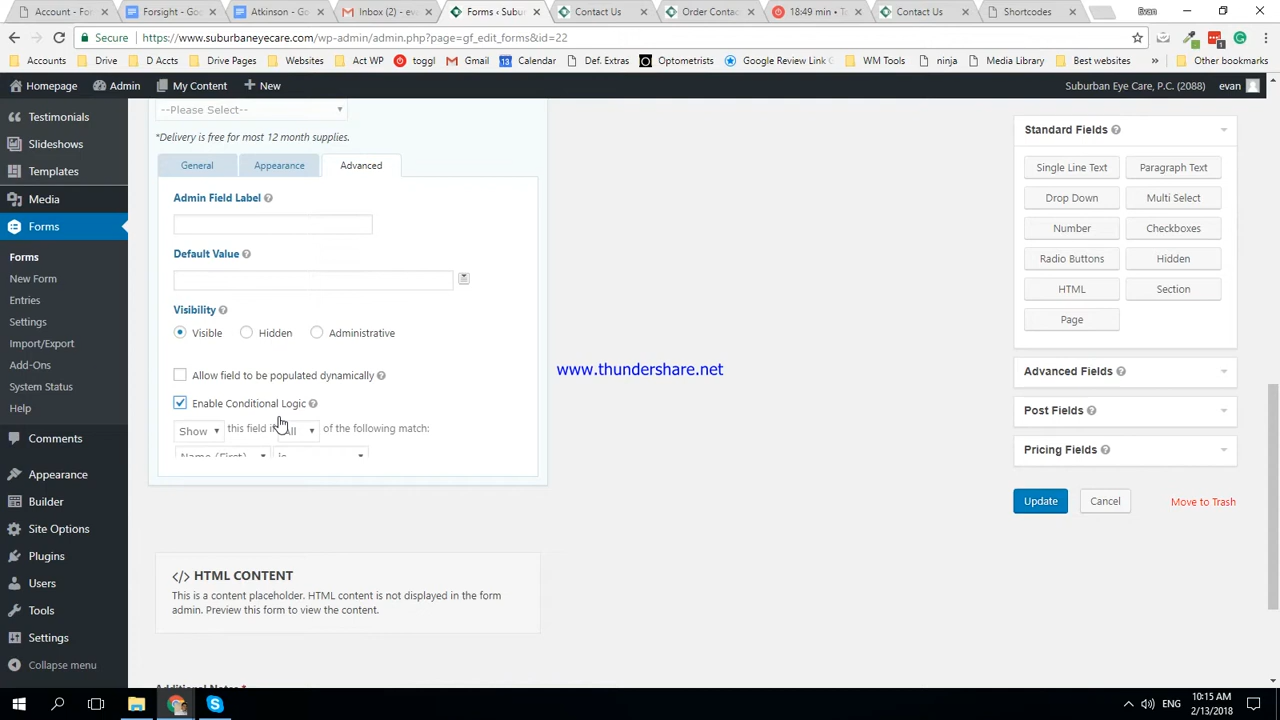 Account - For
Forsight - Goo
Atkinson - Go
Inbox (2) - ev
Forms ‹ Subu
Contact Us
Order Contac
18:49 min • To
Contact Us
Shortcodes
Evan
Secure
https://www.suburbaneyecare.com/wp-admin/admin.php?page=gf_edit_forms&id=22
Accounts
Drive
D Accts
Drive Pages
Websites
Act WP
toggl
Gmail
Calendar
Def. Extras
Optometrists
Google Review Link G
WM Tools
ninja
Media Library
Best websites
»
Other bookmarks
Homepage
Admin
My Content
New
Suburban Eye Care, P.C. (2088)
evan
Testimonials
Slideshows
Templates
Media
Forms
Forms
New Form
Entries
Settings
Import/Export
Add-Ons
System Status
Help
Comments
Appearance
Builder
Site Options
Plugins
Users
Tools
Settings
Collapse menu
--Please Select--
*Delivery is free for most 12 month supplies.
General
Appearance
Advanced
Admin Field Label
Default Value
Visibility
Visible
Hidden
Administrative
Allow field to be populated dynamically
Enable Conditional Logic
Show
this field if
All
of the following match:
Name (First)
is
www.thundershare.net
HTML CONTENT
This is a content placeholder. HTML content is not displayed in the form
admin. Preview this form to view the content.
Additional Notes *
Standard Fields
Single Line Text
Paragraph Text
Drop Down
Multi Select
Number
Checkboxes
Radio Buttons
Hidden
HTML
Section
Page
Advanced Fields
Post Fields
Pricing Fields
Update
Cancel
Move to Trash
ENG
10:15 AM
2/13/2018